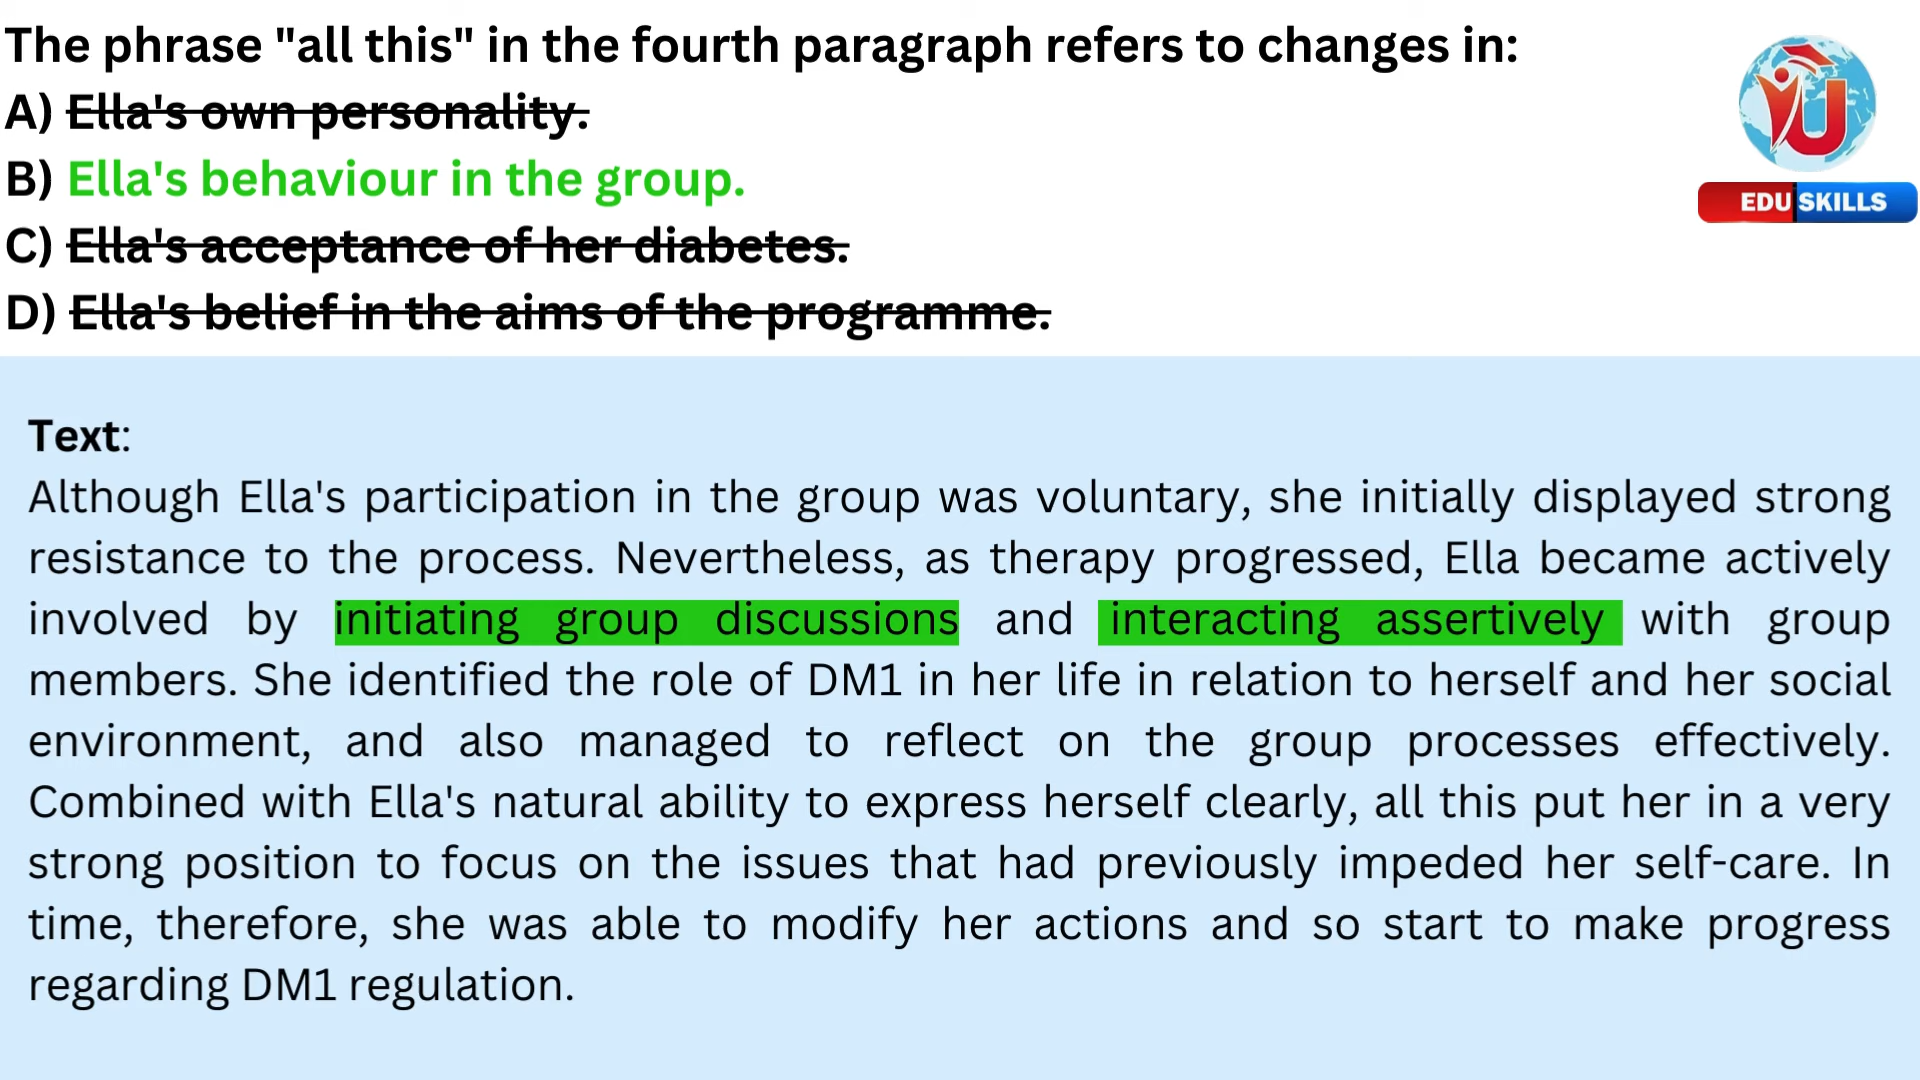 The phrase "all this" in the fourth paragraph refers to changes in:
A) Ella's own personality.
B) Ella's behaviour in the group.
C) Ella's acceptance of her diabetes.
D) Ella's belief in the aims of the programme.
EDU SKILLS
Text:
Although Ella's participation in the group was voluntary, she initially displayed strong
resistance to the process. Nevertheless, as therapy progressed, Ella became actively
involved by initiating group discussions and interacting assertively with group
members. She identified the role of DM1 in her life in relation to herself and her social
environment, and also managed to reflect on the group processes effectively.
Combined with Ella's natural ability to express herself clearly, all this put her in a very
strong position to focus on the issues that had previously impeded her self-care. In
time, therefore, she was able to modify her actions and so start to make progress
regarding DM1 regulation.